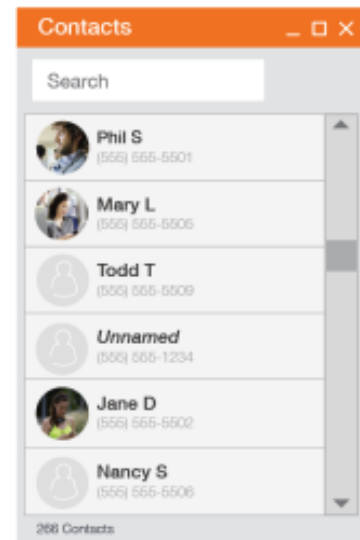 Contacts
Search
Phil S
(555) 555-5501
Mary L
(555) 555-5505
Todd T
(555) 555-5509
Unnamed
(555) 555-1234
Jane D
(555) 555-5502
Nancy S
(555) 555-5506
266 Contacts